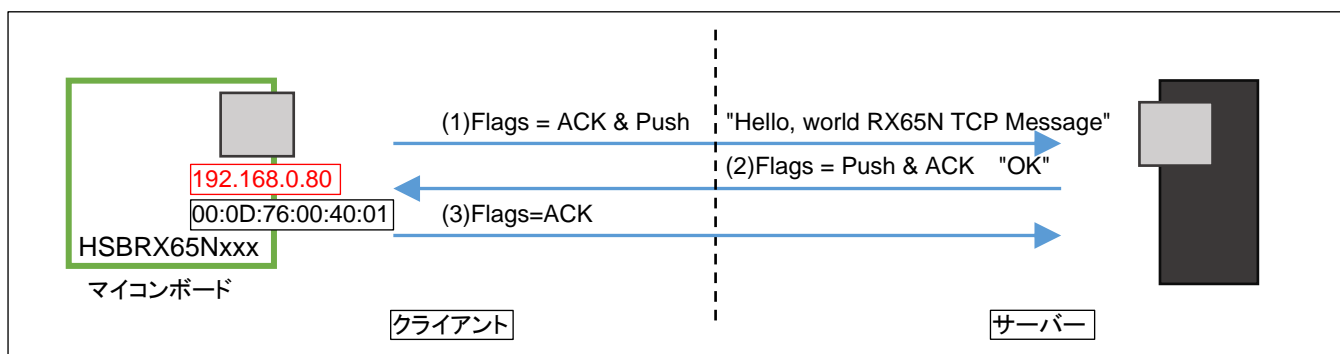 (1)Flags = ACK & Push "Hello, world RX65N TCP Message"
(2)Flags = Push & ACK "OK"
192.168.0.80
00:0D:76:00:40:01
(3)Flags=ACK
HSBRX65Nxxx
マイコンボード
クライアント
サーバー